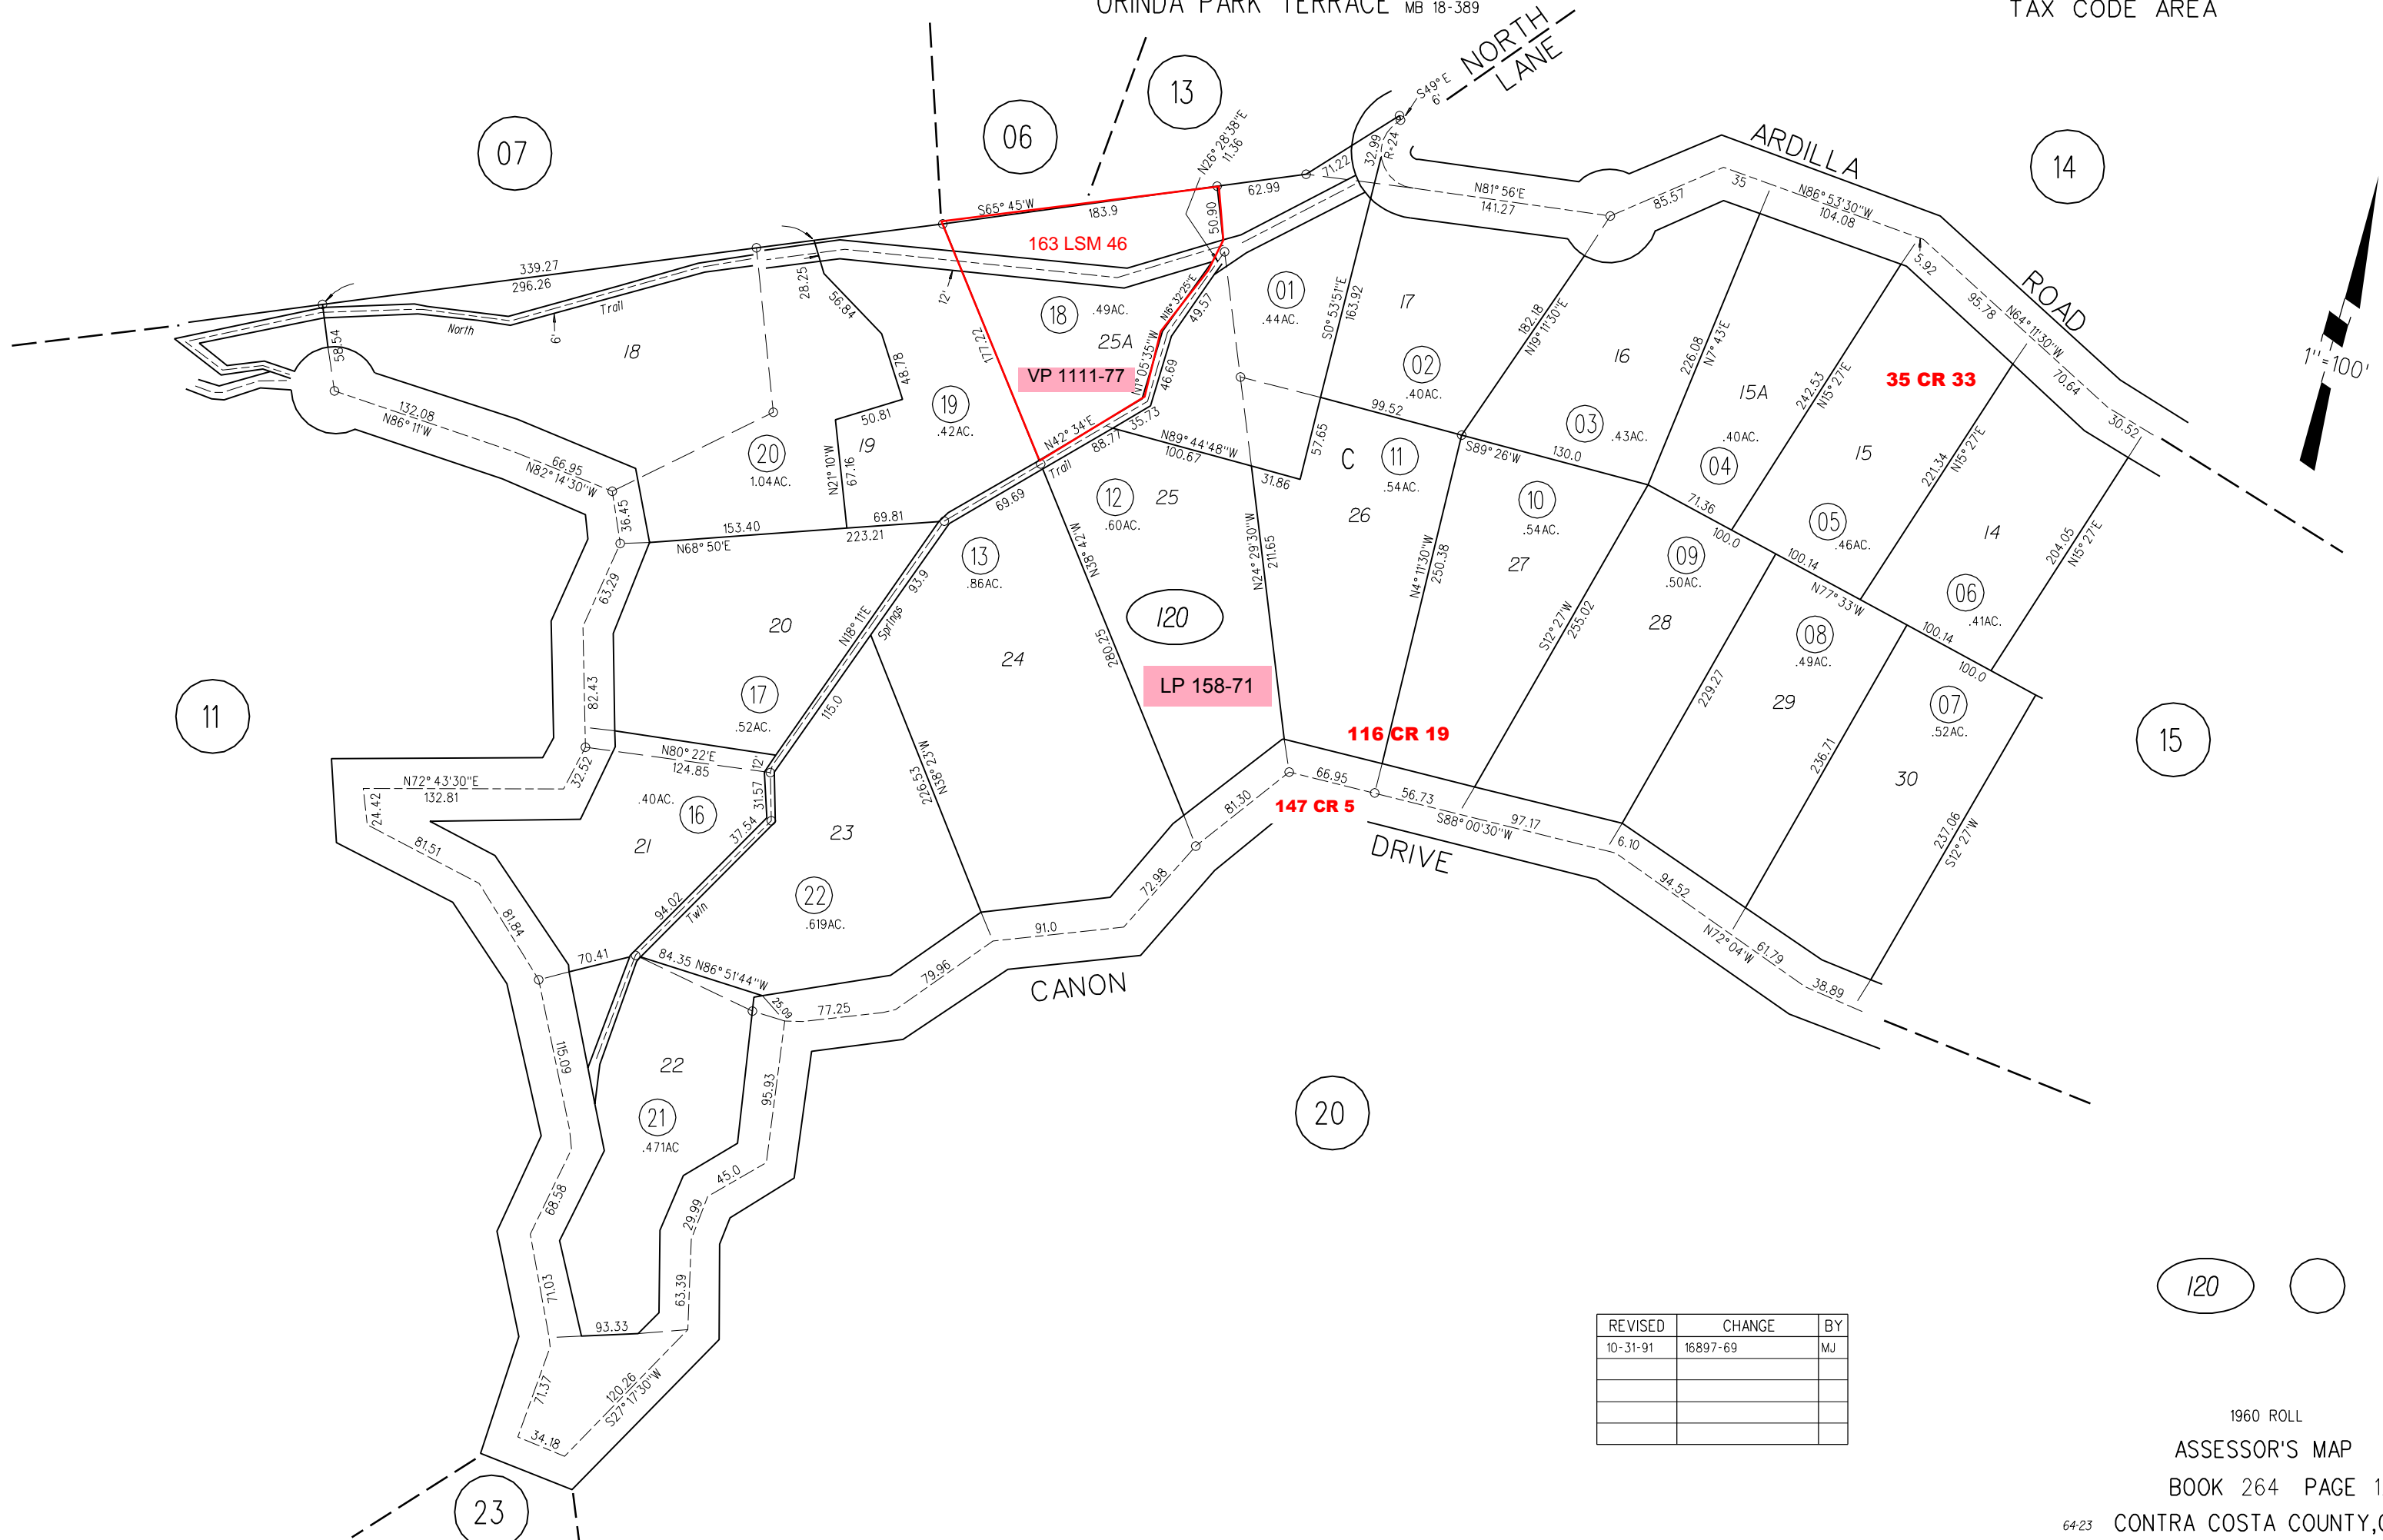 ORINDA PARK TERRACE MB 18-389
TAX CODE AREA
NORTH
LANE
S49°E
6'
13
06
07
14
ARDILLA
ROAD
1"=100'
N26°28'38"E
11.36
32.99
R=24
71.22
62.99
50.90
S65°45'W
183.9
163 LSM 46
N81°56'E
141.27
85.57
35
N86°53'30"W
104.08
5.92
95.78
N64°11'30"W
70.64
30.52
339.27
296.26
28.25
56.84
48.78
50.81
12'
6'
North
Trail
58.54
18
132.08
N86°11'W
66.95
N82°14'30"W
36.45
20
1.04AC.
N21°10'W
67.16
19
19
.42AC.
177.22
18
.49AC.
25A
VP 1111-77
N16°32'25"E
49.57
N1°05'35"W
46.69
35.73
N42°34'E
88.77
Trail
69.69
01
.44AC.
S0°53'51"E
163.92
57.65
17
02
.40AC.
99.52
182.18
N19°11'30"E
16
03
.43AC.
S89°26'W
130.0
226.08
N7°43'E
15A
.40AC.
04
242.53
N15°27'E
35 CR 33
15
05
.46AC.
221.34
N15°27'E
14
06
.41AC.
204.05
N15°27'E
71.36
100.0
100.14
N77°33'W
100.14
100.0
N89°44'48"W
100.67
31.86
12
.60AC.
25
C
11
.54AC.
26
10
.54AC.
27
09
.50AC.
28
08
.49AC.
29
07
.52AC.
30
153.40
N68°50'E
69.81
223.21
13
.86AC.
24
N38°42'W
280.25
N24°29'30"W
211.65
N4°11'30"W
250.38
S12°27'W
255.02
229.27
236.71
237.06
S12°27'W
120
LP 158-71
116 CR 19
147 CR 5
63.29
82.43
32.52
20
N18°11'E
93.9
Springs
115.0
17
.52AC.
N80°22'E
124.85
12'
31.57
37.54
94.02
Twin
11
15
N72°43'30"E
132.81
24.42
81.51
81.84
.40AC.
16
21
23
22
.619AC.
N38°23'W
226.53
66.95
56.73
S88°00'30"W
97.17
6.10
94.52
N72°04'W
61.79
38.89
81.30
72.98
91.0
79.96
77.25
25.09
DRIVE
CANON
70.41
84.35 N86°51'44"W
115.09
68.58
71.03
71.37
22
21
.471AC
95.93
45.0
29.99
63.39
93.33
120.26
S27°17'30"W
34.18
20
23
120
REVISED CHANGE BY
10-31-91 16897-69 MJ
1960 ROLL
ASSESSOR'S MAP
BOOK 264 PAGE 1
64-23 CONTRA COSTA COUNTY,